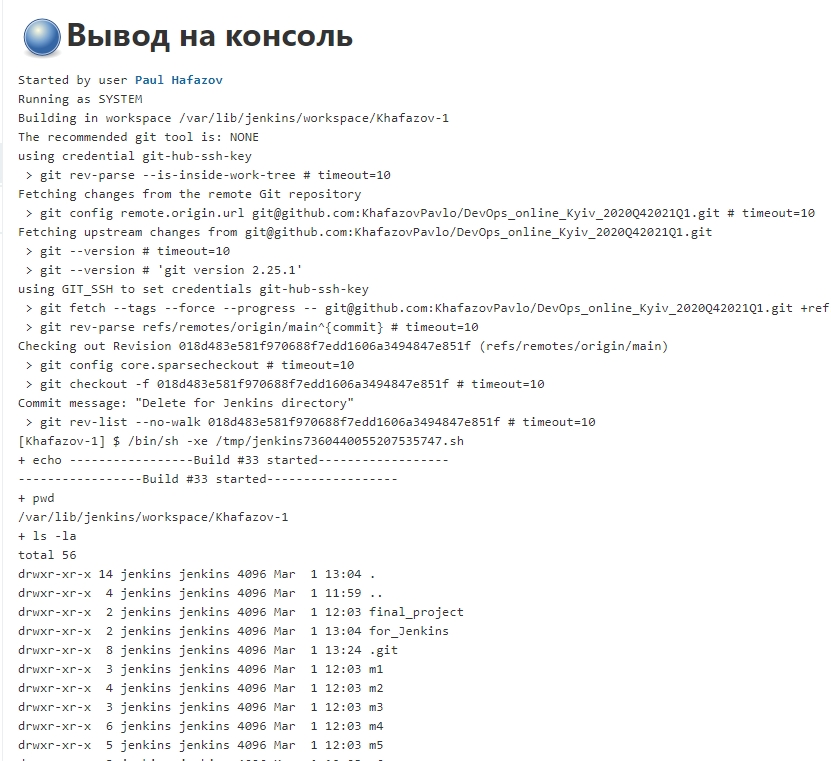 Вывод на консоль
Started by user Paul Hafazov
Running as SYSTEM
Building in workspace /var/lib/jenkins/workspace/Khafazov-1
The recommended git tool is: NONE
using credential git-hub-ssh-key
> git rev-parse --is-inside-work-tree # timeout=10
Fetching changes from the remote Git repository
> git config remote.origin.url git@github.com:KhafazovPavlo/DevOps_online_Kyiv_2020Q42021Q1.git # timeout=10
Fetching upstream changes from git@github.com:KhafazovPavlo/DevOps_online_Kyiv_2020Q42021Q1.git
> git --version # timeout=10
> git --version # 'git version 2.25.1'
using GIT_SSH to set credentials git-hub-ssh-key
> git fetch --tags --force --progress -- git@github.com:KhafazovPavlo/DevOps_online_Kyiv_2020Q42021Q1.git +ref
> git rev-parse refs/remotes/origin/main^{commit} # timeout=10
Checking out Revision 018d483e581f970688f7edd1606a3494847e851f (refs/remotes/origin/main)
> git config core.sparsecheckout # timeout=10
> git checkout -f 018d483e581f970688f7edd1606a3494847e851f # timeout=10
Commit message: "Delete for Jenkins directory"
> git rev-list --no-walk 018d483e581f970688f7edd1606a3494847e851f # timeout=10
[Khafazov-1] $ /bin/sh -xe /tmp/jenkins7360440055207535747.sh
+ echo -----------------Build #33 started------------------
-----------------Build #33 started------------------
+ pwd
/var/lib/jenkins/workspace/Khafazov-1
+ ls -la
total 56
drwxr-xr-x 14 jenkins jenkins 4096 Mar  1 13:04 .
drwxr-xr-x  4 jenkins jenkins 4096 Mar  1 11:59 ..
drwxr-xr-x  2 jenkins jenkins 4096 Mar  1 12:03 final_project
drwxr-xr-x  2 jenkins jenkins 4096 Mar  1 13:04 for_Jenkins
drwxr-xr-x  8 jenkins jenkins 4096 Mar  1 13:24 .git
drwxr-xr-x  3 jenkins jenkins 4096 Mar  1 12:03 m1
drwxr-xr-x  4 jenkins jenkins 4096 Mar  1 12:03 m2
drwxr-xr-x  3 jenkins jenkins 4096 Mar  1 12:03 m3
drwxr-xr-x  6 jenkins jenkins 4096 Mar  1 12:03 m4
drwxr-xr-x  5 jenkins jenkins 4096 Mar  1 12:03 m5